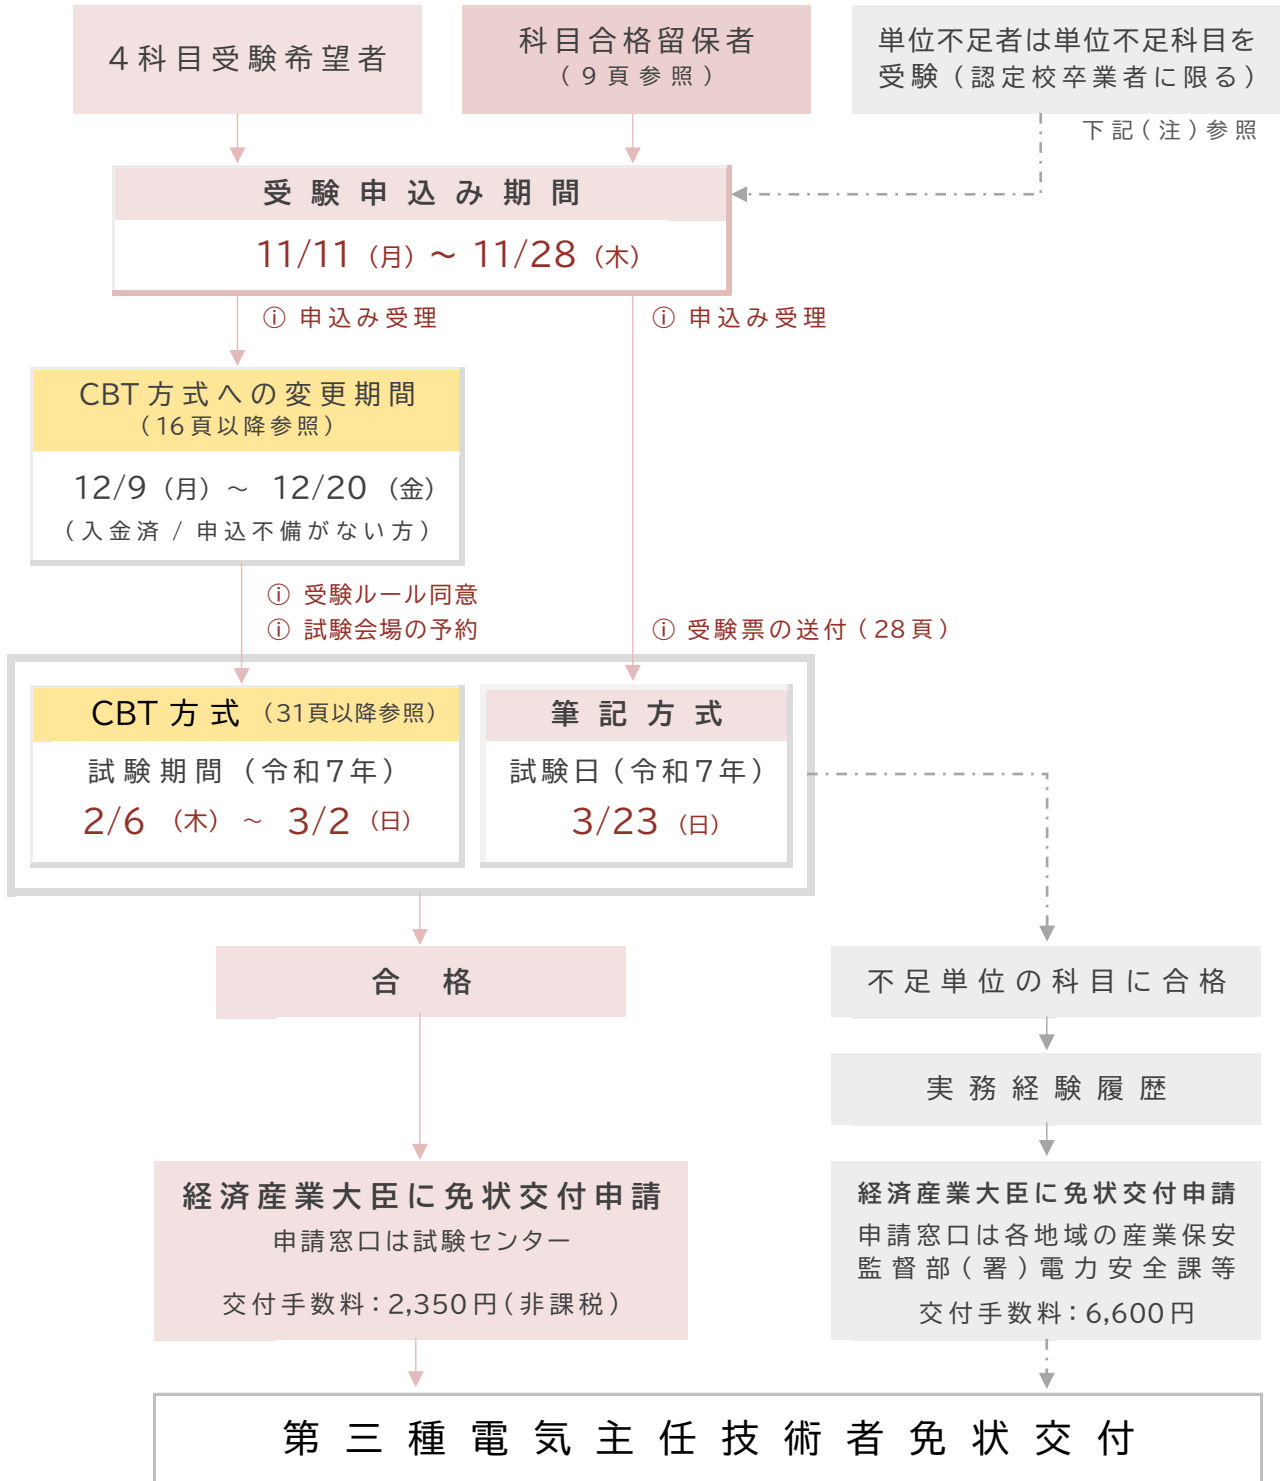 4科目受験希望者
科目合格留保者
(9頁参照)
単位不足者は単位不足科目を
受験(認定校卒業者に限る)
下記(注)参照
受験申込み期間
11/11 (月) ~ 11/28 (木)
ⓘ 申込み受理
ⓘ 申込み受理
CBT方式への変更期間
(16頁以降参照)
12/9 (月) ~ 12/20 (金)
(入金済 / 申込不備がない方)
ⓘ 受験ルール同意
ⓘ 試験会場の予約
ⓘ 受験票の送付(28頁)
CBT方式 (31頁以降参照)
試験期間(令和7年)
2/6 (木) ~ 3/2 (日)
筆記方式
試験日(令和7年)
3/23 (日)
合格
不足単位の科目に合格
実務経験履歴
経済産業大臣に免状交付申請
申請窓口は試験センター
交付手数料:2,350円(非課税)
経済産業大臣に免状交付申請
申請窓口は各地域の産業保安
監督部(署)電力安全課等
交付手数料:6,600円
第三種電気主任技術者免状交付